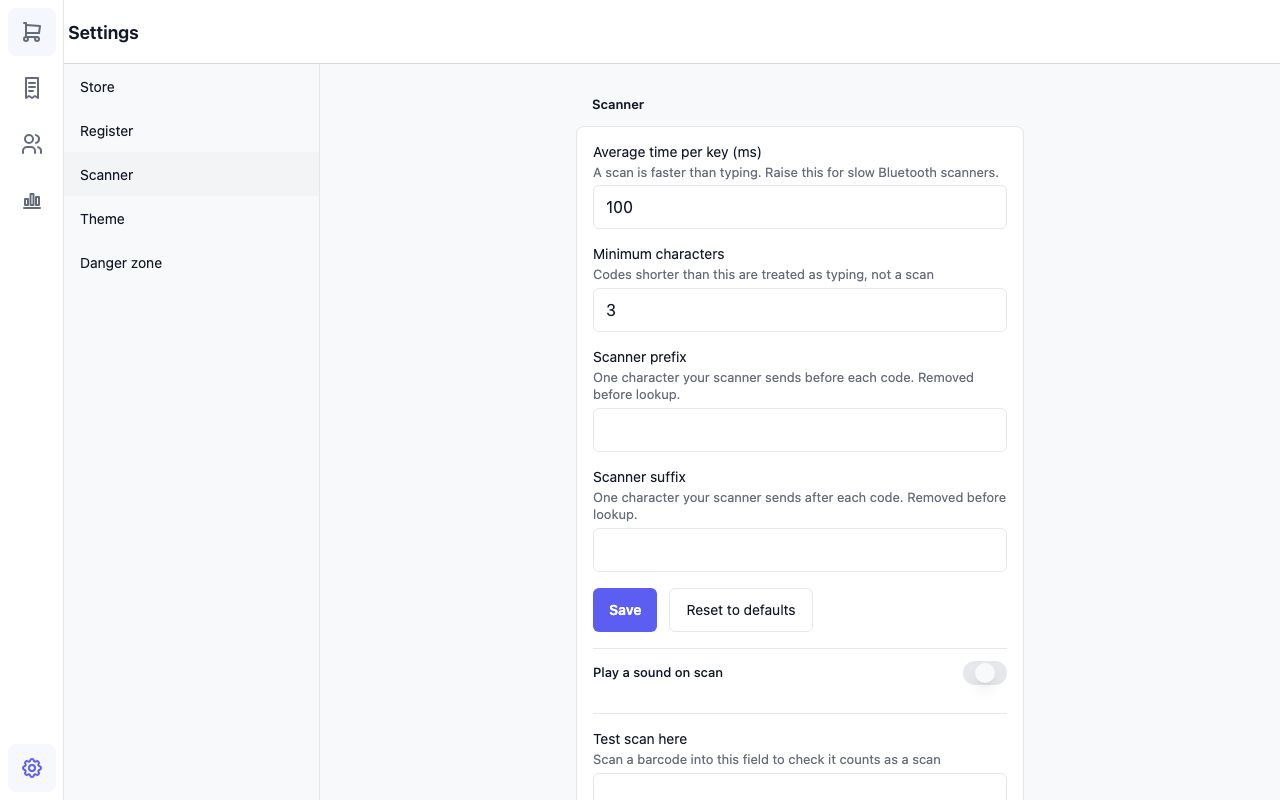 Settings
Store
Register
Scanner
Theme
Danger zone
Scanner
Average time per key (ms)
A scan is faster than typing. Raise this for slow Bluetooth scanners.
100
Minimum characters
Codes shorter than this are treated as typing, not a scan
3
Scanner prefix
One character your scanner sends before each code. Removed
before lookup.
Scanner suffix
One character your scanner sends after each code. Removed before
lookup.
Save
Reset to defaults
Play a sound on scan
Test scan here
Scan a barcode into this field to check it counts as a scan